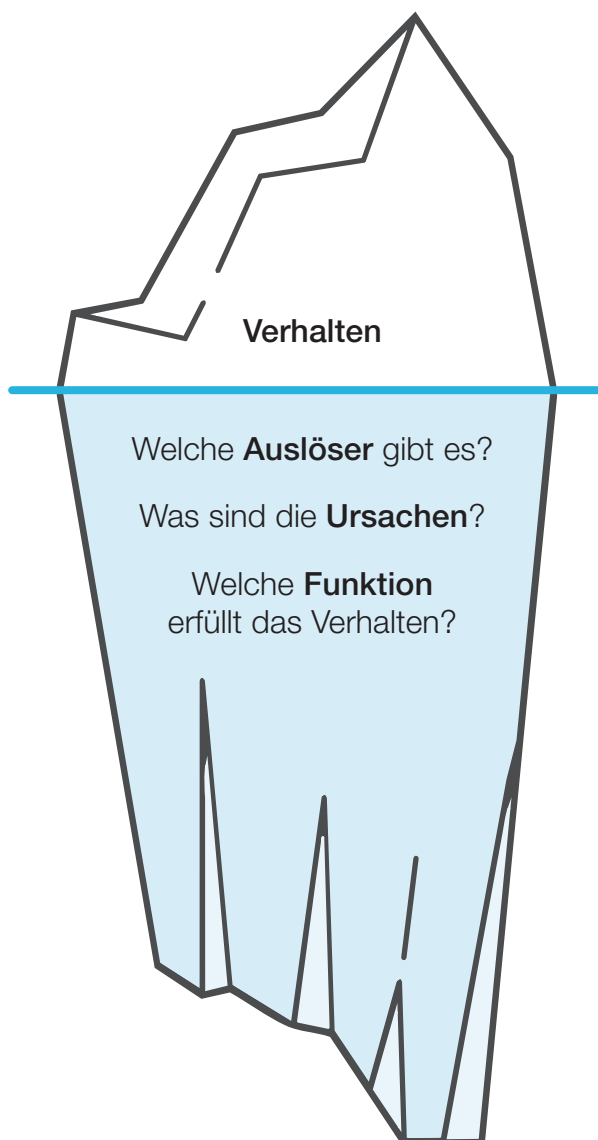 Verhalten
Welche Auslöser gibt es?
Was sind die Ursachen?
Welche Funktion
erfüllt das Verhalten?